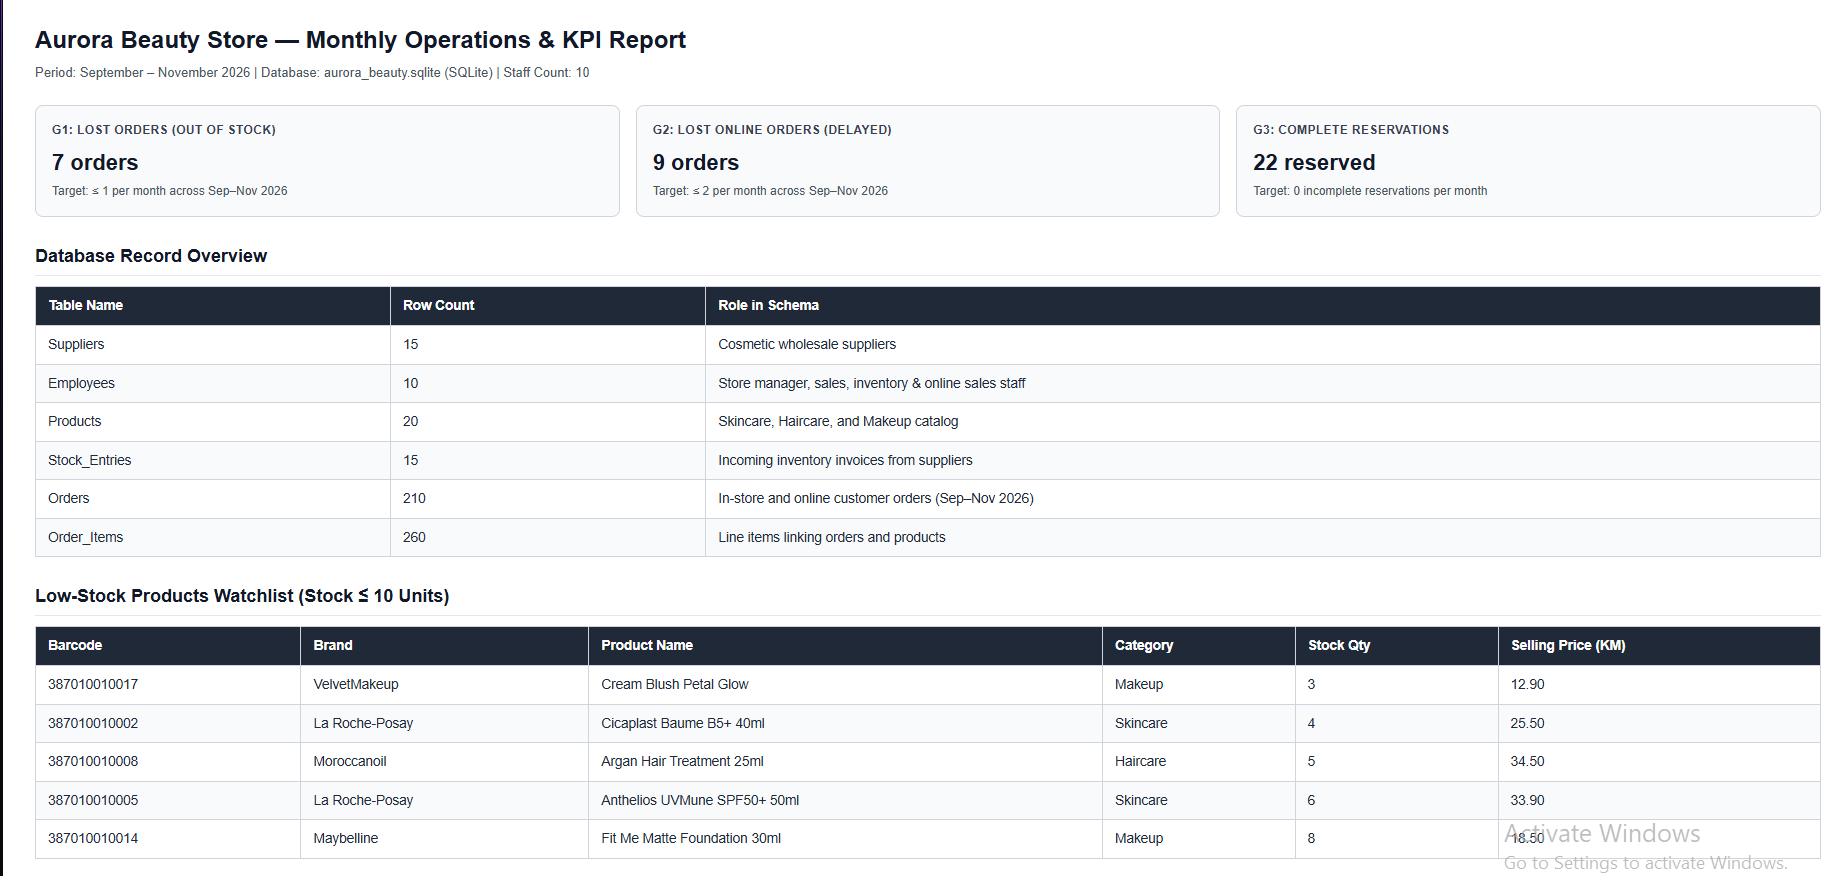 Aurora Beauty Store — Monthly Operations & KPI Report
Period: September – November 2026 | Database: aurora_beauty.sqlite (SQLite) | Staff Count: 10
G1: LOST ORDERS (OUT OF STOCK)
7 orders
Target: ≤ 1 per month across Sep–Nov 2026
G2: LOST ONLINE ORDERS (DELAYED)
9 orders
Target: ≤ 2 per month across Sep–Nov 2026
G3: COMPLETE RESERVATIONS
22 reserved
Target: 0 incomplete reservations per month
Database Record Overview
Table Name Row Count Role in Schema
Suppliers 15 Cosmetic wholesale suppliers
Employees 10 Store manager, sales, inventory & online sales staff
Products 20 Skincare, Haircare, and Makeup catalog
Stock_Entries 15 Incoming inventory invoices from suppliers
Orders 210 In-store and online customer orders (Sep–Nov 2026)
Order_Items 260 Line items linking orders and products
Low-Stock Products Watchlist (Stock ≤ 10 Units)
Barcode Brand Product Name Category Stock Qty Selling Price (KM)
387010010017 VelvetMakeup Cream Blush Petal Glow Makeup 3 12.90
387010010002 La Roche-Posay Cicaplast Baume B5+ 40ml Skincare 4 25.50
387010010008 Moroccanoil Argan Hair Treatment 25ml Haircare 5 34.50
387010010005 La Roche-Posay Anthelios UVMune SPF50+ 50ml Skincare 6 33.90
387010010014 Maybelline Fit Me Matte Foundation 30ml Makeup 8 18.50
Activate Windows
Go to Settings to activate Windows.